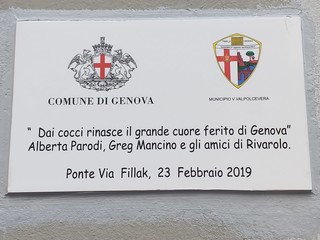 COMUNE DI GENOVA
MUNICIPIO V VALPOLCEVERA
“ Dai cocci rinasce il grande cuore ferito di Genova”
Alberta Parodi, Greg Mancino e gli amici di Rivarolo.
Ponte Via Fillak, 23 Febbraio 2019